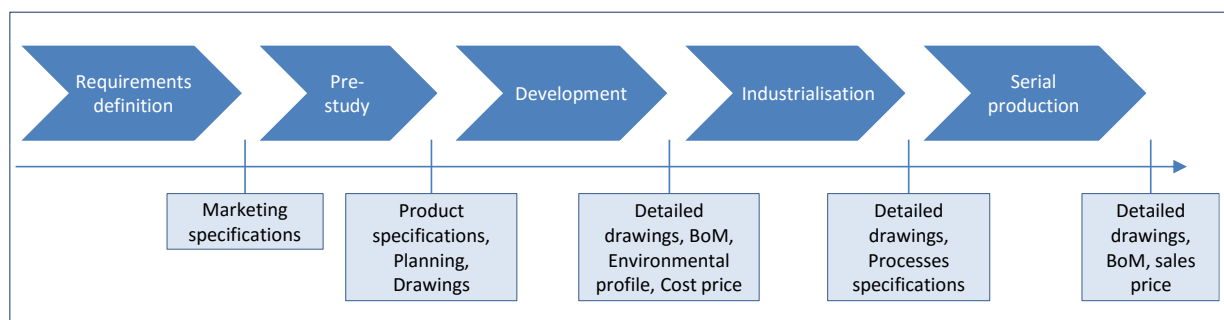 Requirements
definition
Pre-
study
Development
Industrialisation
Serial
production
Marketing
specifications
Product
specifications,
Planning,
Drawings
Detailed
drawings, BoM,
Environmental
profile, Cost price
Detailed
drawings,
Processes
specifications
Detailed
drawings,
BoM, sales
price